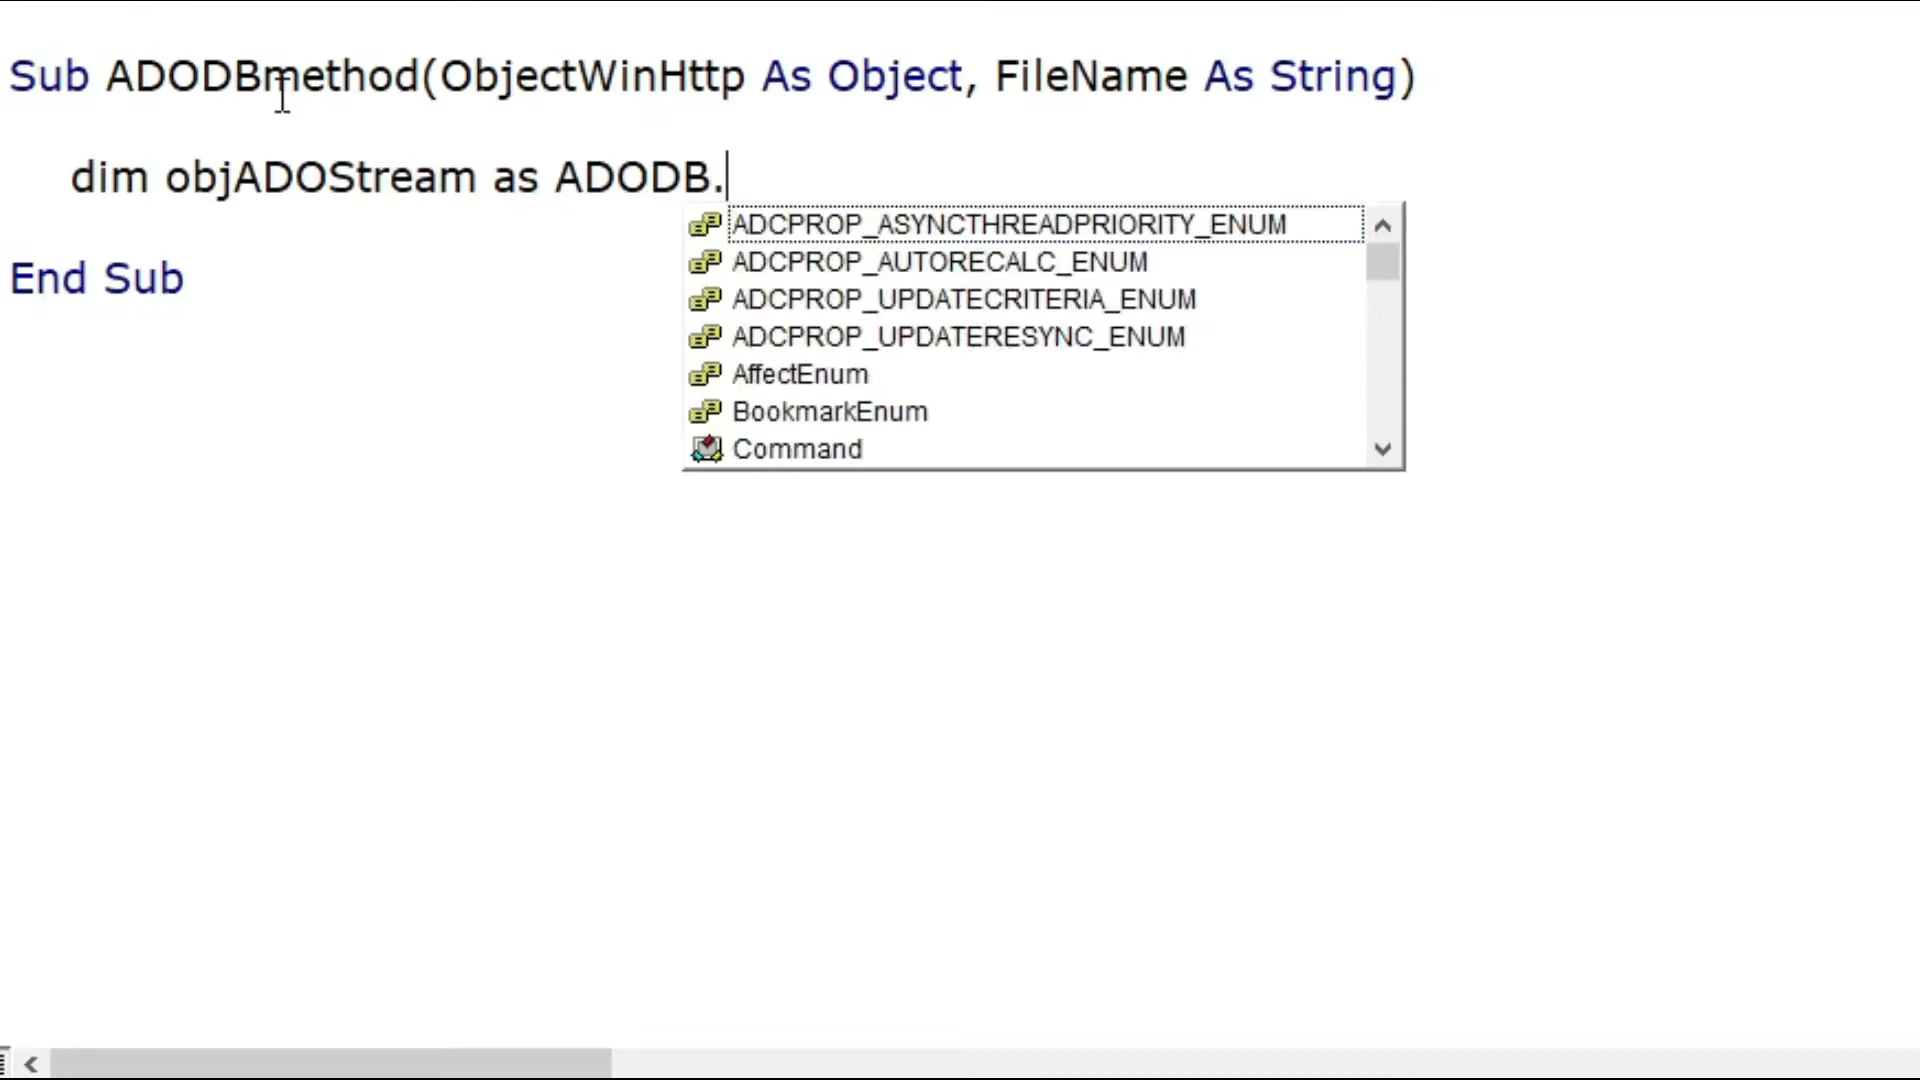 Sub ADODBmethod(ObjectWinHttp As Object, FileName As String)
dim objADOStream as ADODB.
ADCPROP_ASYNCTHREADPRIORITY_ENUM
ADCPROP_AUTORECALC_ENUM
ADCPROP_UPDATECRITERIA_ENUM
ADCPROP_UPDATERESYNC_ENUM
AffectEnum
BookmarkEnum
Command
End Sub